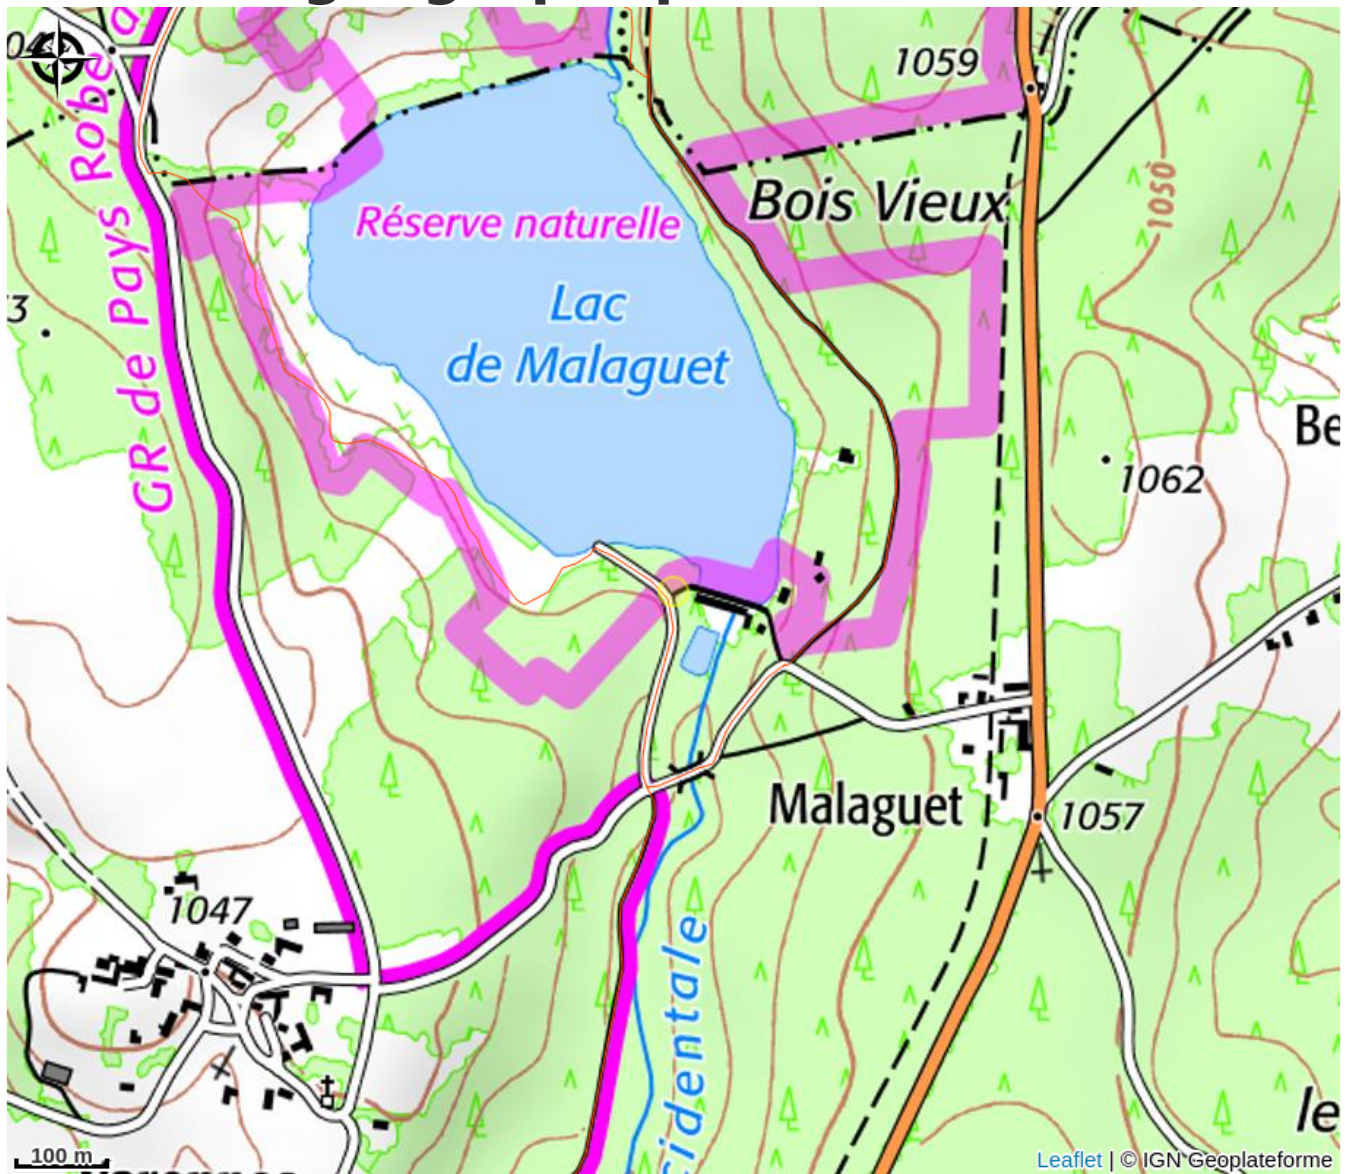 1059
GR de Pays Robe
Bois Vieux
1050
Réserve naturelle
Lac
de Malaguet
3
Be
1062
Malaguet
1057
1047
cidentale
le
100 m
Leaflet | © IGN Geoplateforme